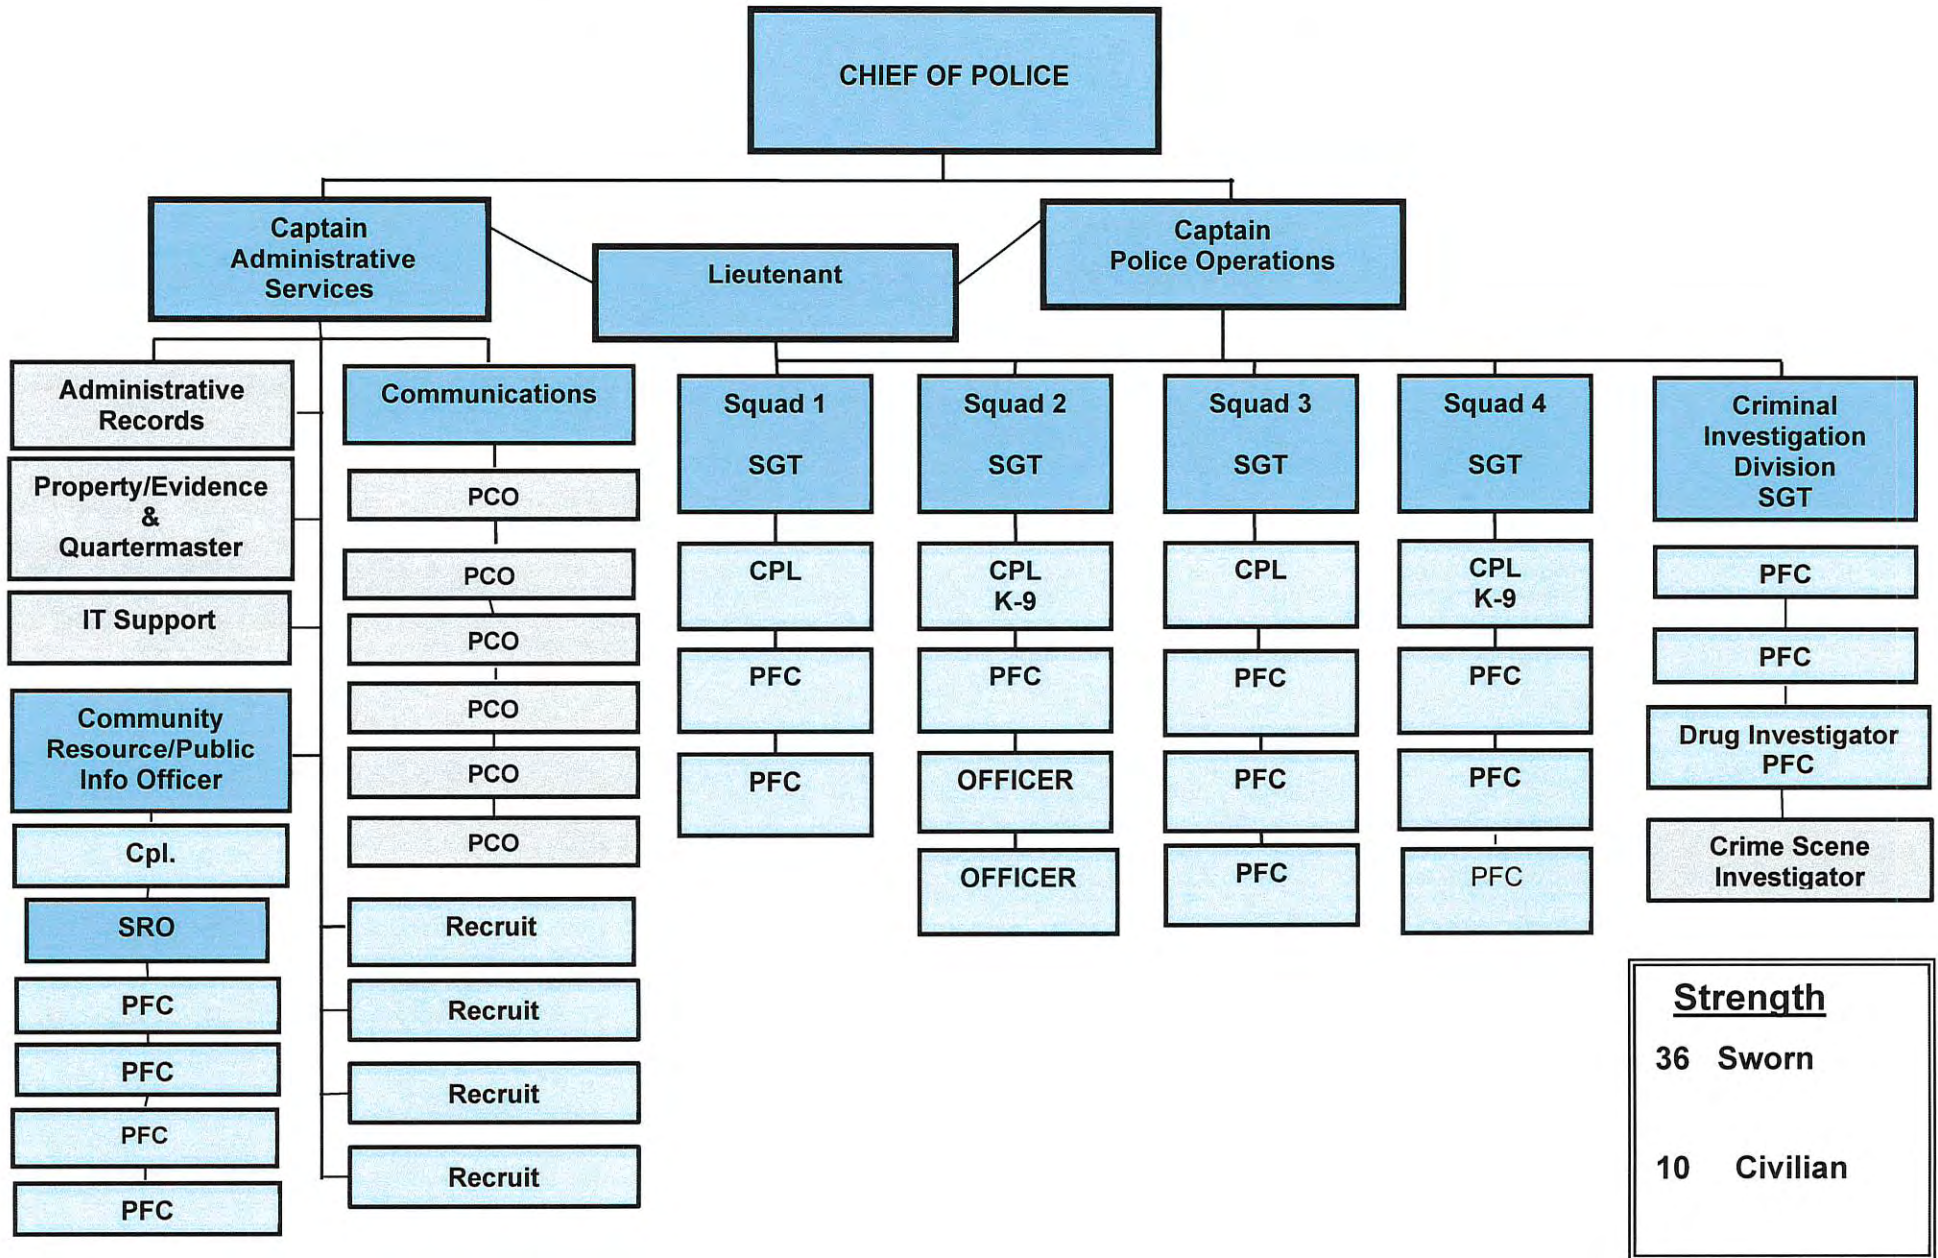 CHIEF OF POLICE
Captain
Administrative
Services
Lieutenant
Captain
Police Operations
Administrative
Records
Property/Evidence
&
Quartermaster
IT Support
Community
Resource/Public
Info Officer
Cpl.
SRO
PFC
PFC
PFC
PFC
Communications
PCO
PCO
PCO
PCO
PCO
PCO
Recruit
Recruit
Recruit
Recruit
Squad 1
SGT
CPL
PFC
PFC
Squad 2
SGT
CPL
K-9
PFC
OFFICER
OFFICER
Squad 3
SGT
CPL
PFC
PFC
PFC
Squad 4
SGT
CPL
K-9
PFC
PFC
PFC
Criminal
Investigation
Division
SGT
PFC
PFC
Drug Investigator
PFC
Crime Scene
Investigator
Strength
36 Sworn
10 Civilian